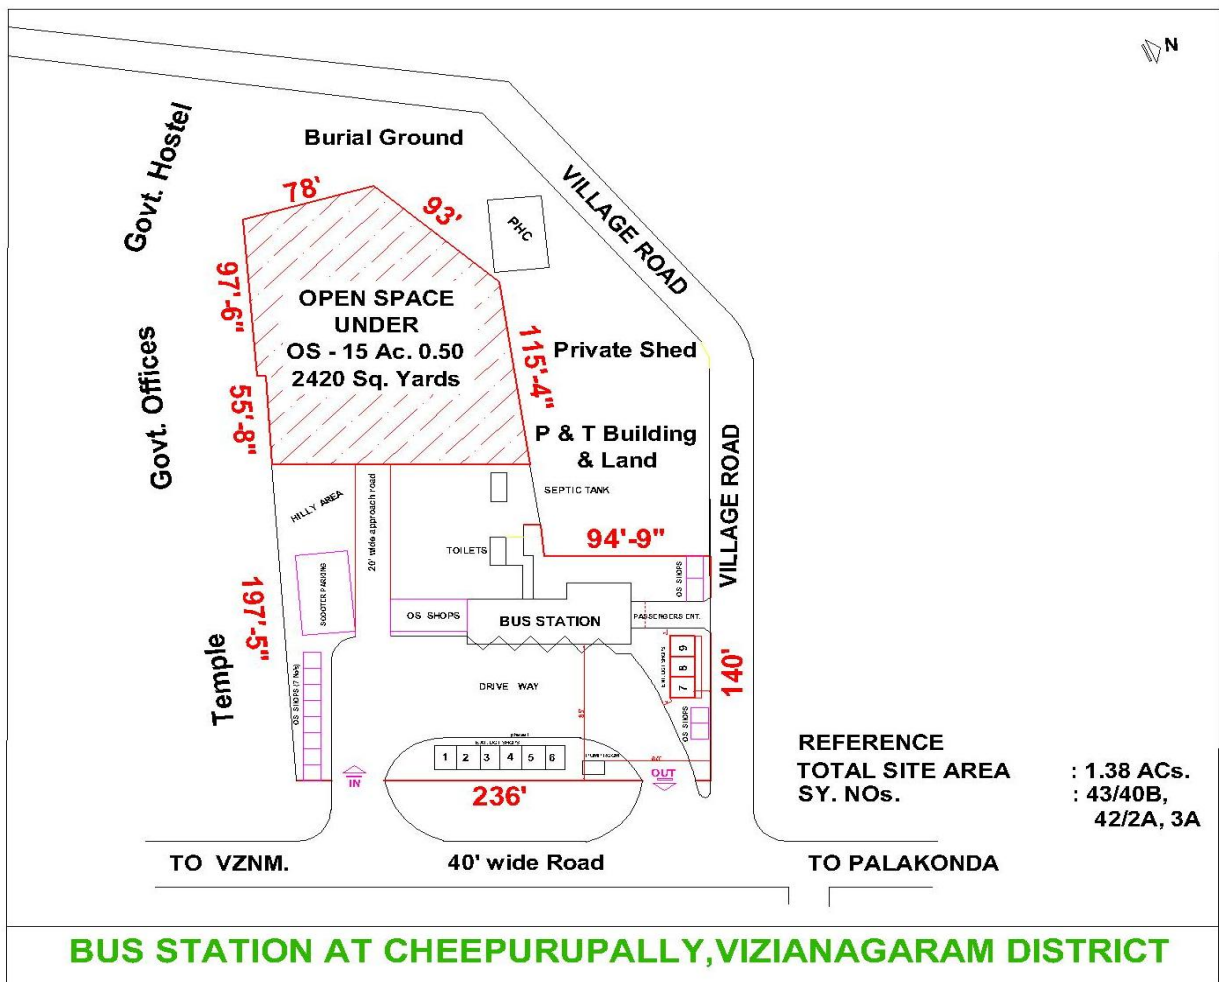 N
Burial Ground
Govt. Hostel
78'
93'
PHC
VILLAGE ROAD
97'-6"
OPEN SPACE
UNDER
OS - 15 Ac. 0.50
2420 Sq. Yards
115'-4"
Private Shed
Govt. Offices
55'-8"
P & T Building
& Land
VILLAGE ROAD
HILLY AREA
20' wide approach road
SEPTIC TANK
TOILETS
94'-9"
OS SHOPS
SCOOTER PARKING
197'-5"
OS SHOPS
BUS STATION
PASSENGERS ENT.
Temple
OS SHOPS (7 No's)
DRIVE WAY
7 8 9
140'
OS SHOPS
1 2 3 4 5 6
IN
OUT
236'
REFERENCE
TOTAL SITE AREA : 1.38 ACs.
SY. NOs. : 43/40B,
42/2A, 3A
TO VZNM.
40' wide Road
TO PALAKONDA
BUS STATION AT CHEEPURUPALLY,VIZIANAGARAM DISTRICT